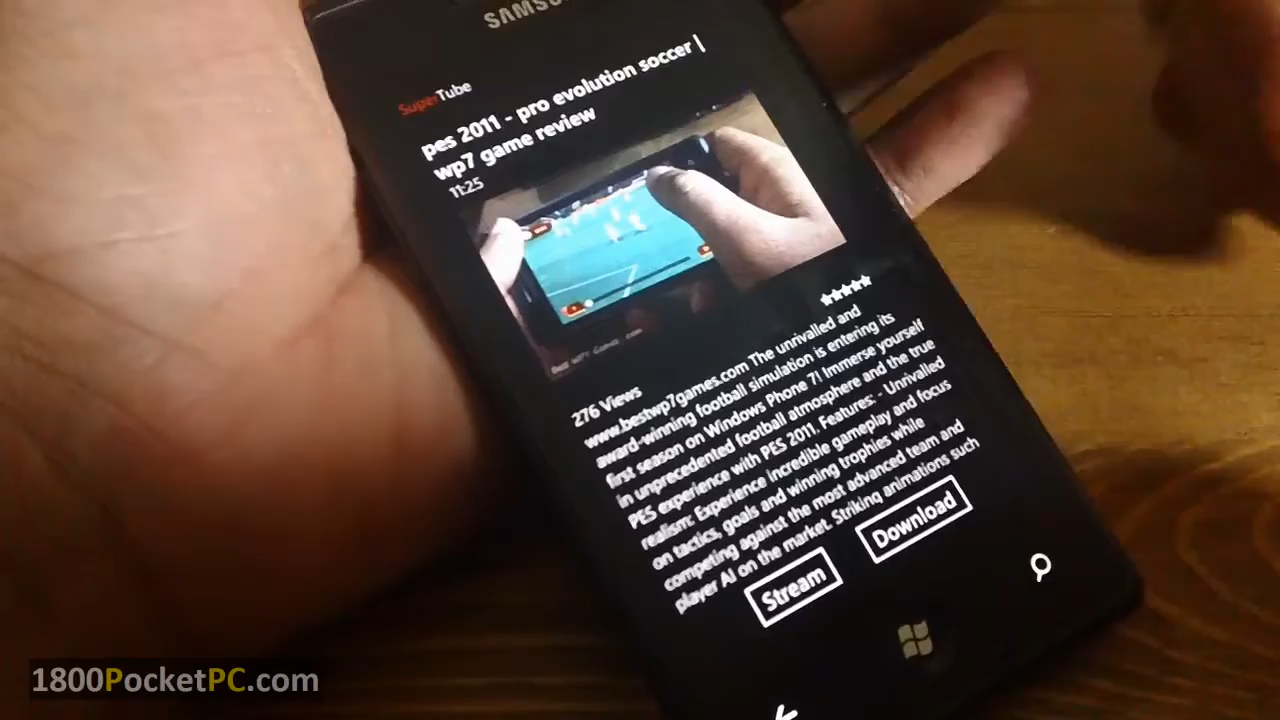 SAMSU
SuperTube
pes 2011 - pro evolution soccer |
wp7 game review
11:25
276 Views
www.bestwp7games.com The unrivalled and
award-winning football simulation is entering its
first season on Windows Phone 7! Immerse yourself
in unprecedented football atmosphere and the true
PES experience with PES 2011. Features: - Unrivalled
realism: Experience incredible gameplay and focus
on tactics, goals and winning trophies while
competing against the most advanced team and
player AI on the market. Striking animations such
Stream
Download
1800PocketPC.com